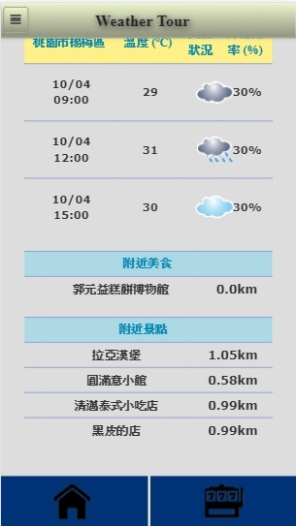 Weather Tour
桃園市楊梅區 溫度 (℃) 狀況 率 (%)
10/04 09:00 29 30%
10/04 12:00 31 30%
10/04 15:00 30 30%
附近美食
郭元益糕餅博物館 0.0km
附近景點
拉亞漢堡 1.05km
圓滿意小館 0.58km
清邁泰式小吃店 0.99km
黑皮的店 0.99km
777